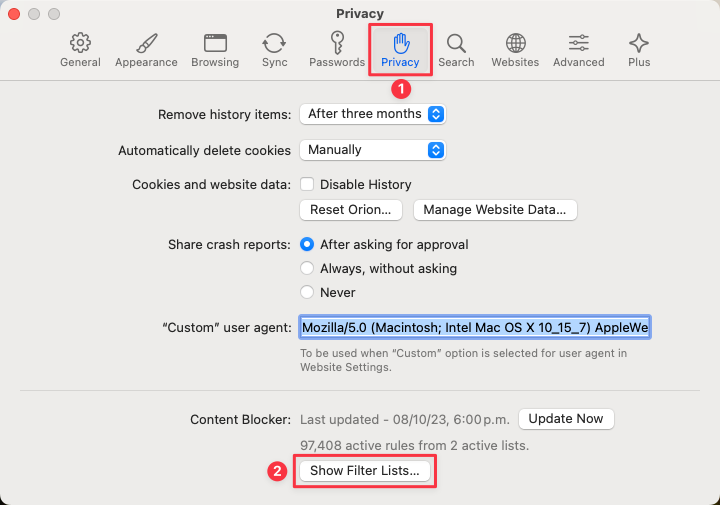 Privacy
General Appearance Browsing Sync Passwords Privacy Search Websites Advanced Plus
1
Remove history items: After three months
Automatically delete cookies Manually
Cookies and website data: Disable History
Reset Orion... Manage Website Data...
Share crash reports: After asking for approval
Always, without asking
Never
“Custom” user agent: Mozilla/5.0 (Macintosh; Intel Mac OS X 10_15_7) AppleWe
To be used when “Custom” option is selected for user agent in
Website Settings.
Content Blocker: Last updated - 08/10/23, 6:00 p.m. Update Now
97,408 active rules from 2 active lists.
2 Show Filter Lists...